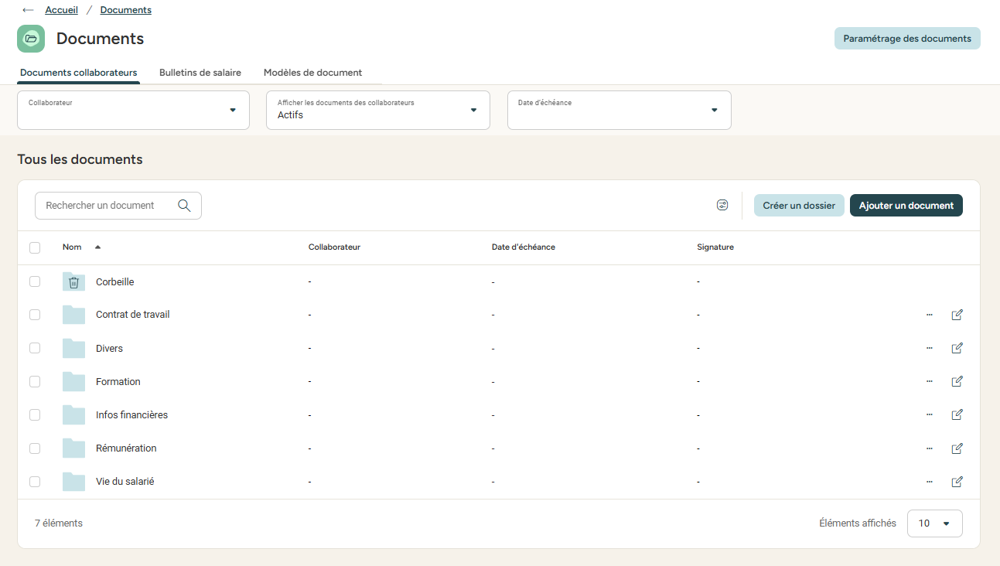 ← Accueil / Documents
Documents
Paramétrage des documents
Documents collaborateurs Bulletins de salaire Modèles de document
Collaborateur
Afficher les documents des collaborateurs
Actifs
Date d'échéance
Tous les documents
Rechercher un document
Créer un dossier
Ajouter un document
Nom Collaborateur Date d'échéance Signature
Corbeille - - -
Contrat de travail - - - ...
Divers - - - ...
Formation - - - ...
Infos financières - - - ...
Rémunération - - - ...
Vie du salarié - - - ...
7 éléments
Éléments affichés 10